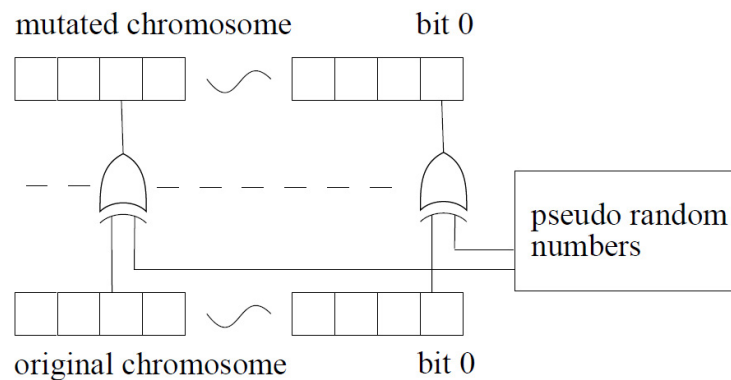 mutated chromosome bit 0
pseudo random
numbers
original chromosome bit 0